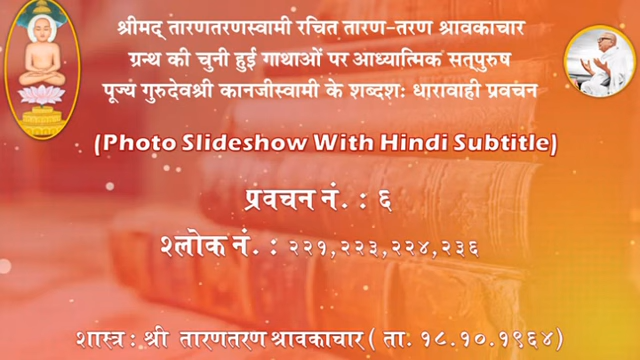 श्रीमद् तारणतरणस्वामी रचित तारण-तरण श्रावकाचार
ग्रन्थ की चुनी हुई गाथाओं पर आध्यात्मिक सत्पुरुष
पूज्य गुरुदेवश्री कानजीस्वामी के शब्दशः धारावाही प्रवचन
(Photo Slideshow With Hindi Subtitle)
प्रवचन नं. : ६
श्लोक नं. : २२१,२२३,२२४,२३६
शास्त्र : श्री तारणतरण श्रावकाचार ( ता. १८.१०.१९६४)